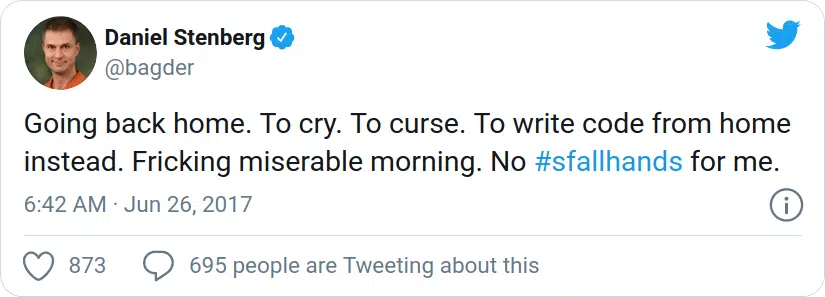 Daniel Stenberg
@bagder
Going back home. To cry. To curse. To write code from home
instead. Fricking miserable morning. No #sfallhands for me.
6:42 AM · Jun 26, 2017
873 695 people are Tweeting about this